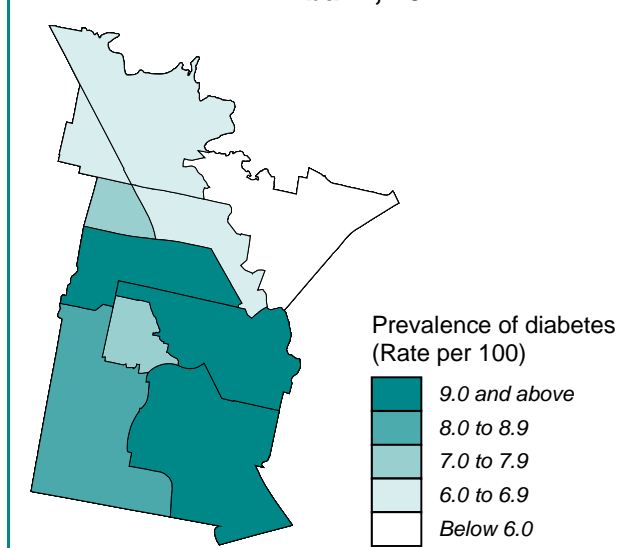 Prevalence of diabetes
(Rate per 100)
9.0 and above
8.0 to 8.9
7.0 to 7.9
6.0 to 6.9
Below 6.0